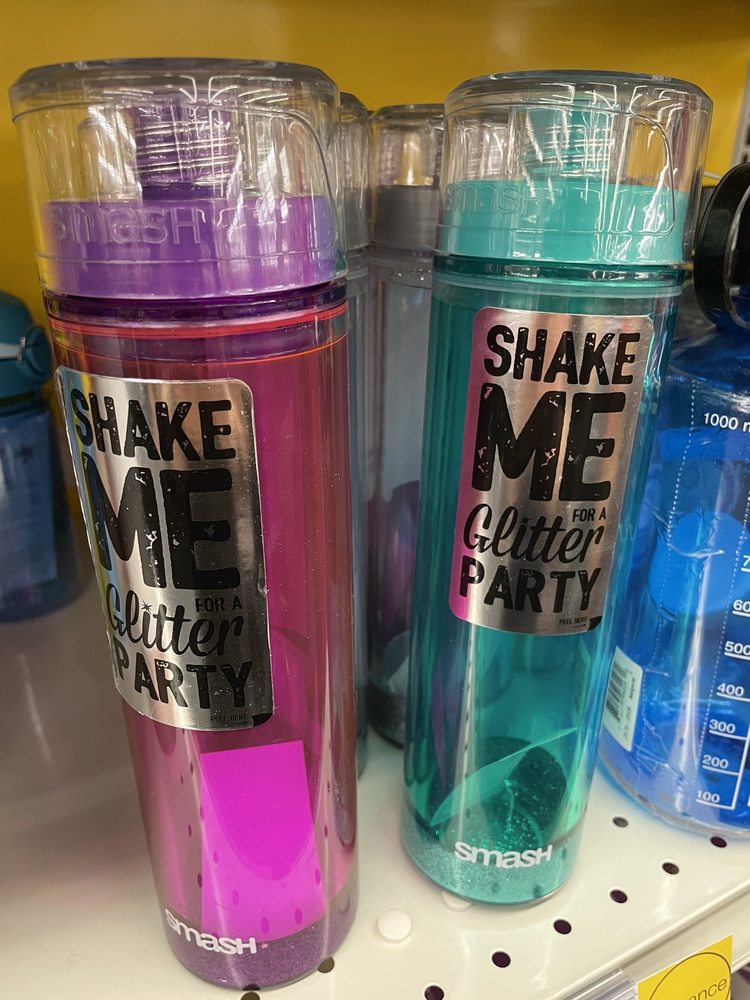 smasH
SHAKE
ME
FOR A
Glitter
PARTY
PEEL HERE
smasH
smasH
SHAKE
ME
FOR A
Glitter
PARTY
PEEL HERE
smasH
1000
500
400
300
200
100